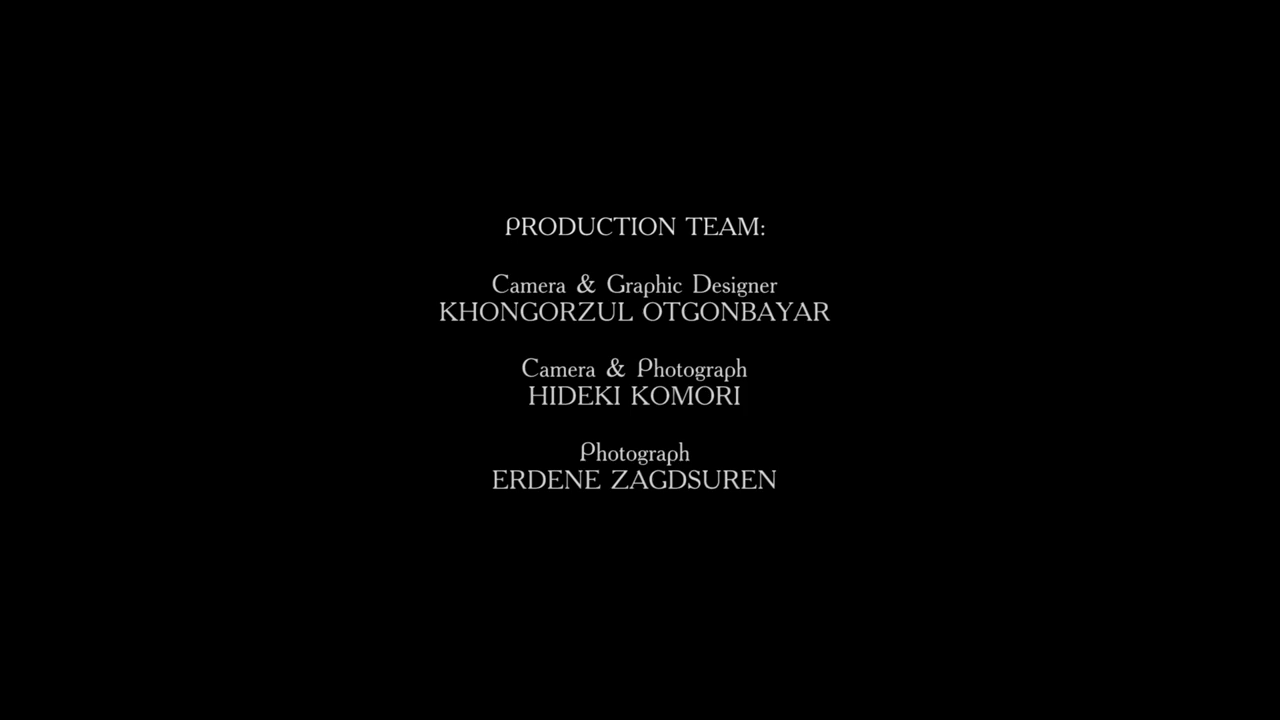 PRODUCTION TEAM:
Camera & Graphic Designer
KHONGORZUL OTGONBAYAR
Camera & Photograph
HIDEKI KOMORI
Photograph
ERDENE ZAGDSUREN